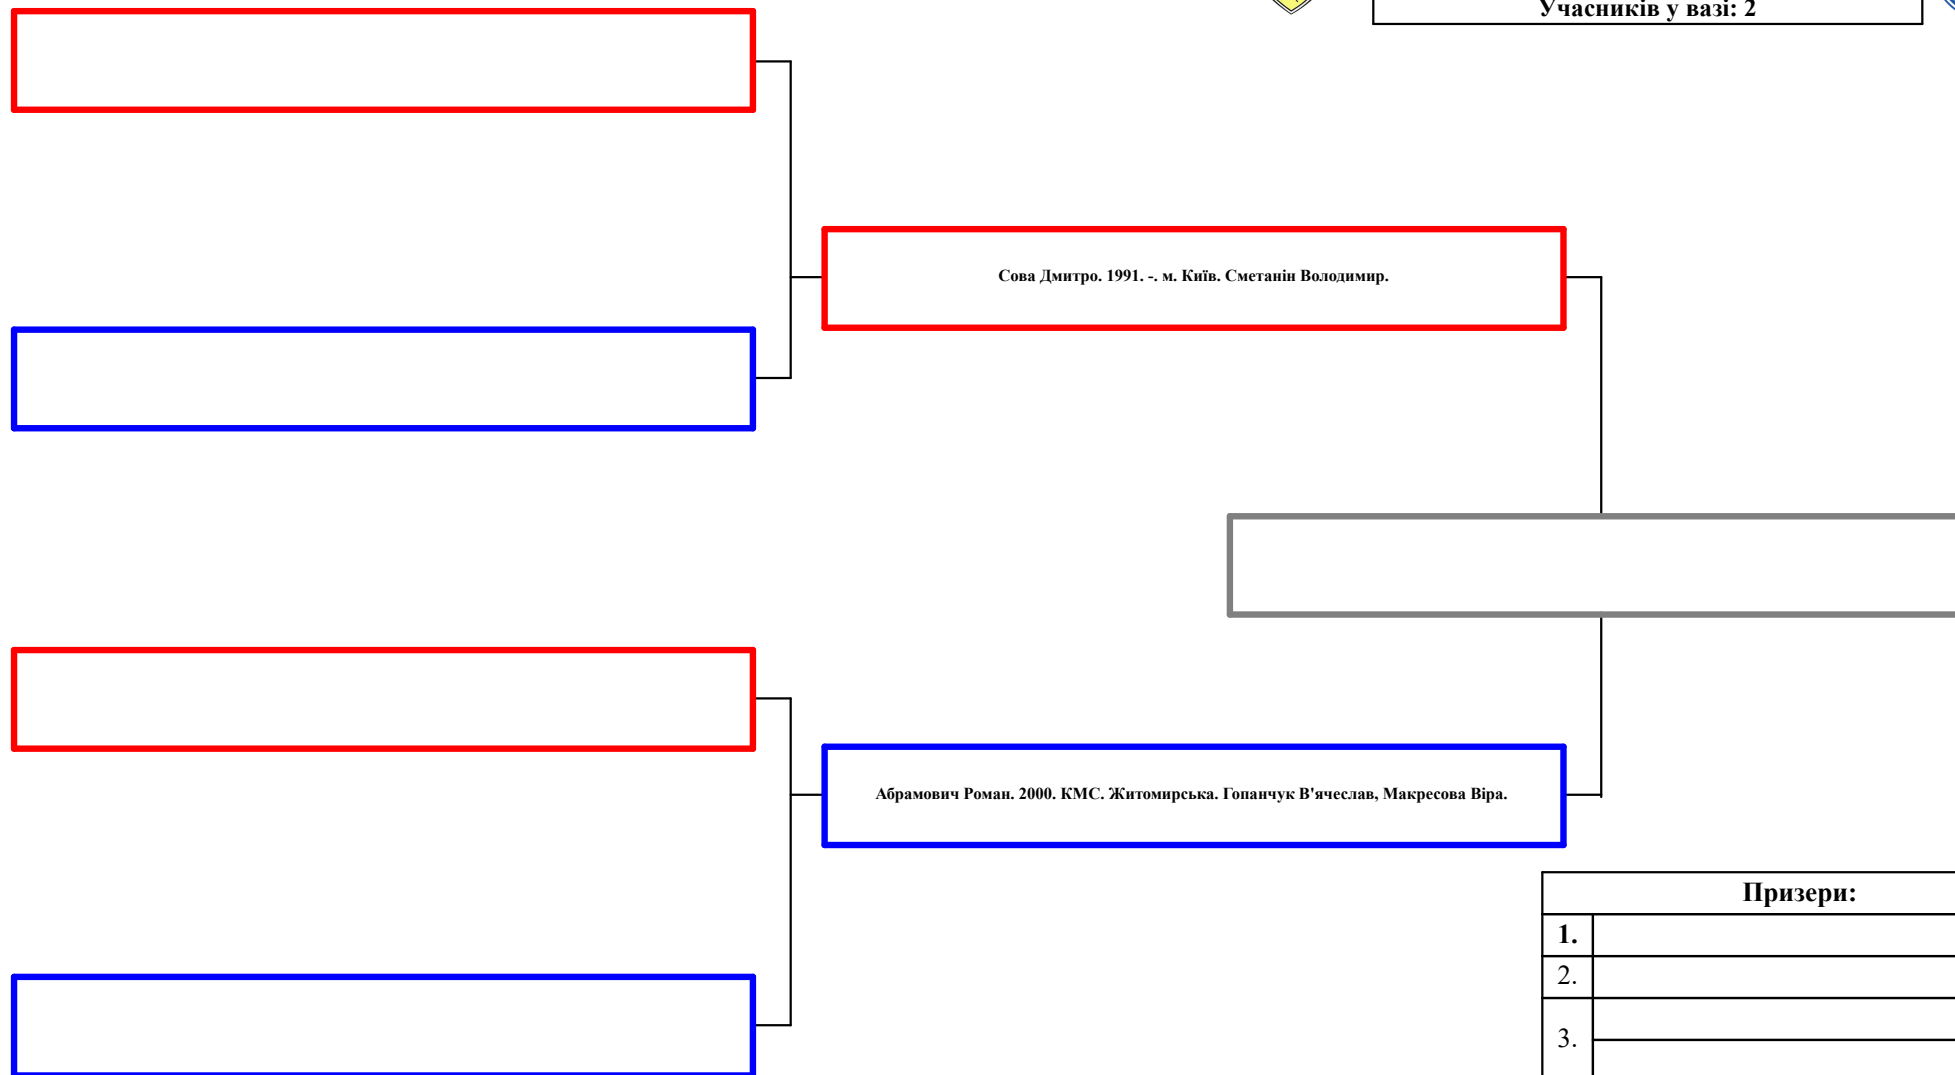 Учасників у вазі: 2
Сова Дмитро. 1991. -. м. Київ. Сметанін Володимир.
Абрамович Роман. 2000. КМС. Житомирська. Гопанчук В'ячеслав, Макресова Віра.
Призери:
1.
2.
3.